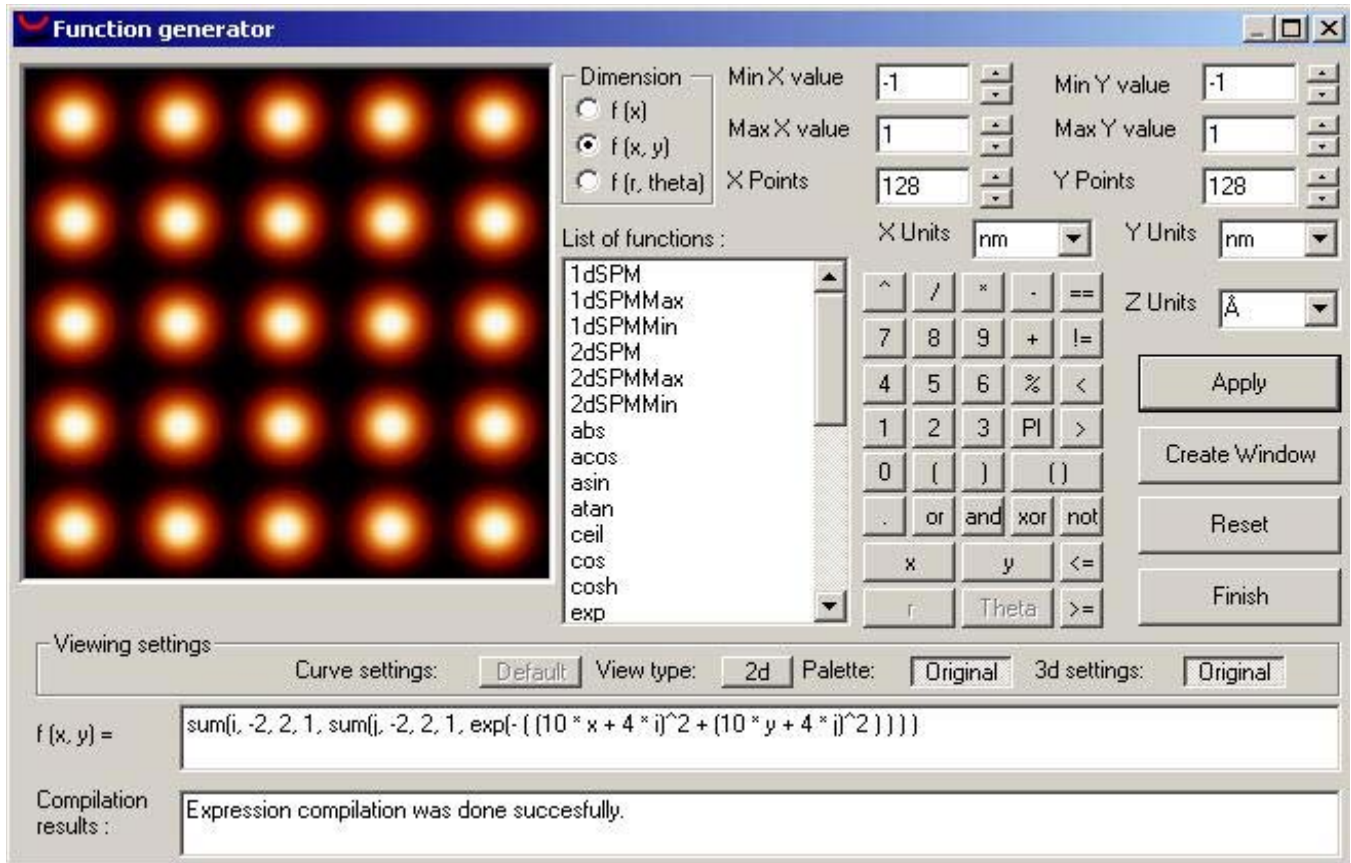 Function generator
Dimension
f (x)
f (x, y)
f (r, theta)
Min X value
-1
Min Y value
-1
Max X value
1
Max Y value
1
X Points
128
Y Points
128
X Units
nm
Y Units
nm
Z Units
Å
List of functions :
1dSPM
1dSPMMax
1dSPMMin
2dSPM
2dSPMMax
2dSPMMin
abs
acos
asin
atan
ceil
cos
cosh
exp
^ / * - ==
7 8 9 + !=
4 5 6 % <
1 2 3 PI >
0 ( ) ( )
. or and xor not
x y <=
r Theta >=
Apply
Create Window
Reset
Finish
Viewing settings
Curve settings: Default View type: 2d Palette: Original 3d settings: Original
f (x, y) =
sum(i, -2, 2, 1, sum(j, -2, 2, 1, exp(- ( (10 * x + 4 * i)^2 + (10 * y + 4 * j)^2 ) ) ) )
Compilation
results :
Expression compilation was done succesfully.